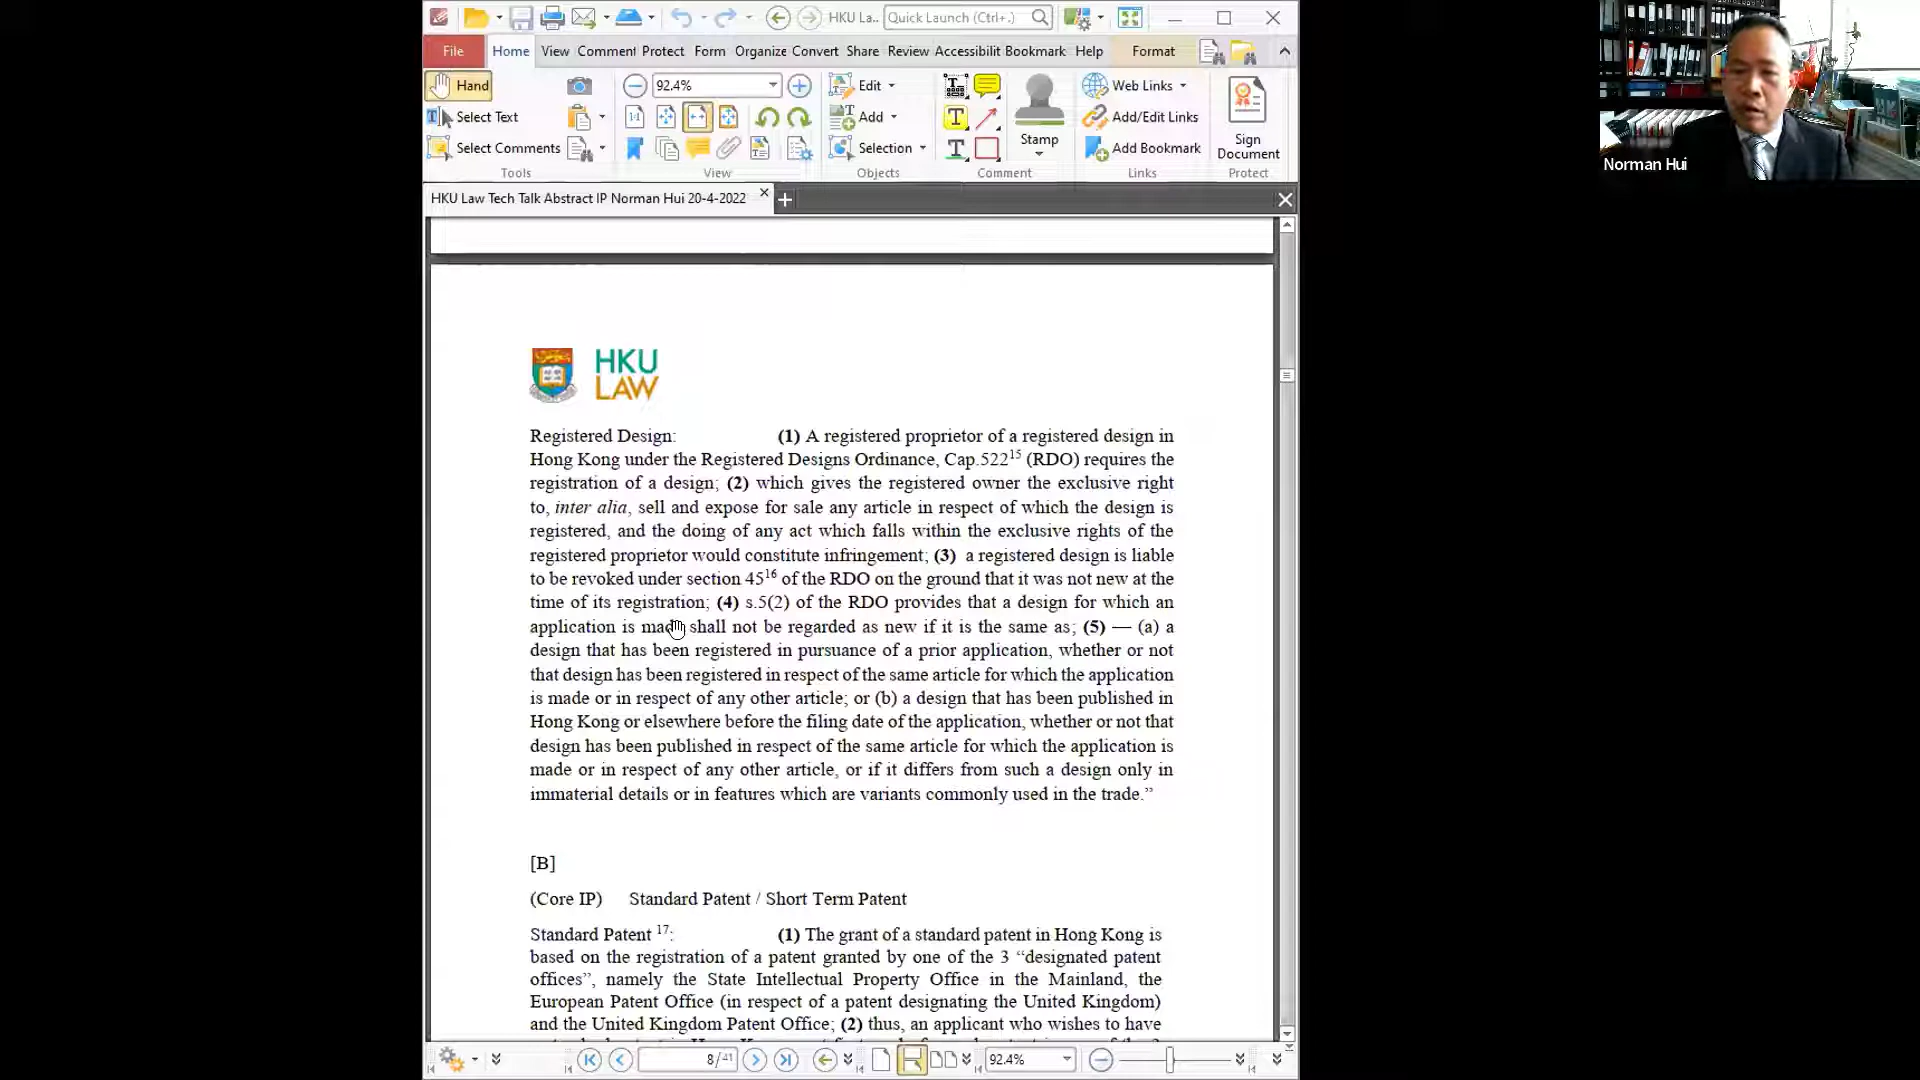 HKU La..
Quick Launch (Ctrl+.)
File Home View Comment Protect Form Organize Convert Share Review Accessibilit Bookmark Help Format
Hand
Select Text
Select Comments
Tools
92.4%
View
Edit
Add
Selection
Objects
Stamp
Comment
Web Links
Add/Edit Links
Add Bookmark
Links
Sign
Document
Protect
Norman Hui
HKU Law Tech Talk Abstract IP Norman Hui 20-4-2022
HKU
LAW
Registered Design: (1) A registered proprietor of a registered design in
Hong Kong under the Registered Designs Ordinance, Cap.522¹⁵ (RDO) requires the
registration of a design; (2) which gives the registered owner the exclusive right
to, inter alia, sell and expose for sale any article in respect of which the design is
registered, and the doing of any act which falls within the exclusive rights of the
registered proprietor would constitute infringement; (3) a registered design is liable
to be revoked under section 45¹⁶ of the RDO on the ground that it was not new at the
time of its registration; (4) s.5(2) of the RDO provides that a design for which an
application is made shall not be regarded as new if it is the same as; (5) — (a) a
design that has been registered in pursuance of a prior application, whether or not
that design has been registered in respect of the same article for which the application
is made or in respect of any other article; or (b) a design that has been published in
Hong Kong or elsewhere before the filing date of the application, whether or not that
design has been published in respect of the same article for which the application is
made or in respect of any other article, or if it differs from such a design only in
immaterial details or in features which are variants commonly used in the trade.”
[B]
(Core IP) Standard Patent / Short Term Patent
Standard Patent ¹⁷: (1) The grant of a standard patent in Hong Kong is
based on the registration of a patent granted by one of the 3 “designated patent
offices”, namely the State Intellectual Property Office in the Mainland, the
European Patent Office (in respect of a patent designating the United Kingdom)
and the United Kingdom Patent Office; (2) thus, an applicant who wishes to have
8/41
92.4%